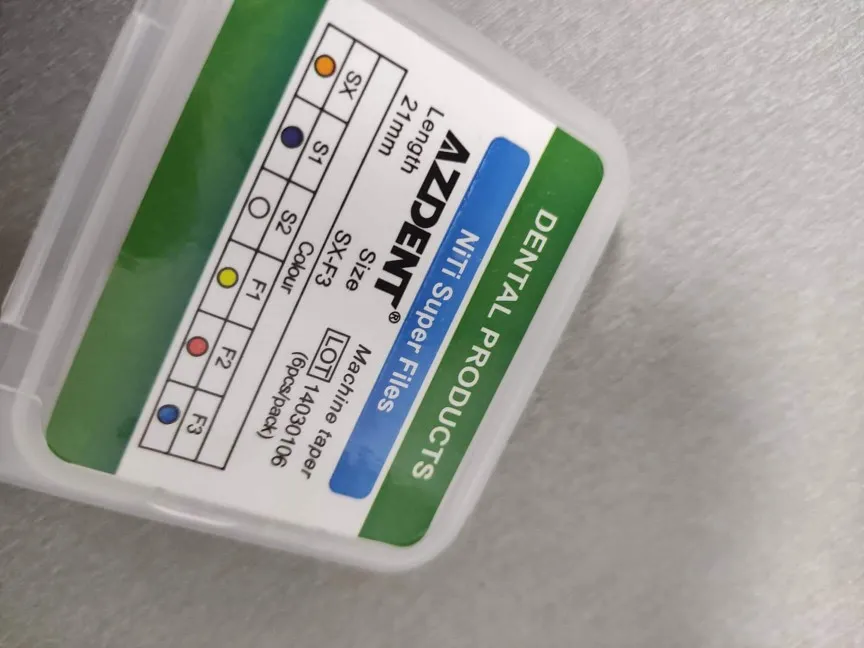 DENTAL PRODUCTS
NiTi Super Files
AZDENT®
Length Size Machine taper
21mm SX-F3 LOT 14030106
(6pcs/pack)
Colour
SX S1 S2 F1 F2 F3